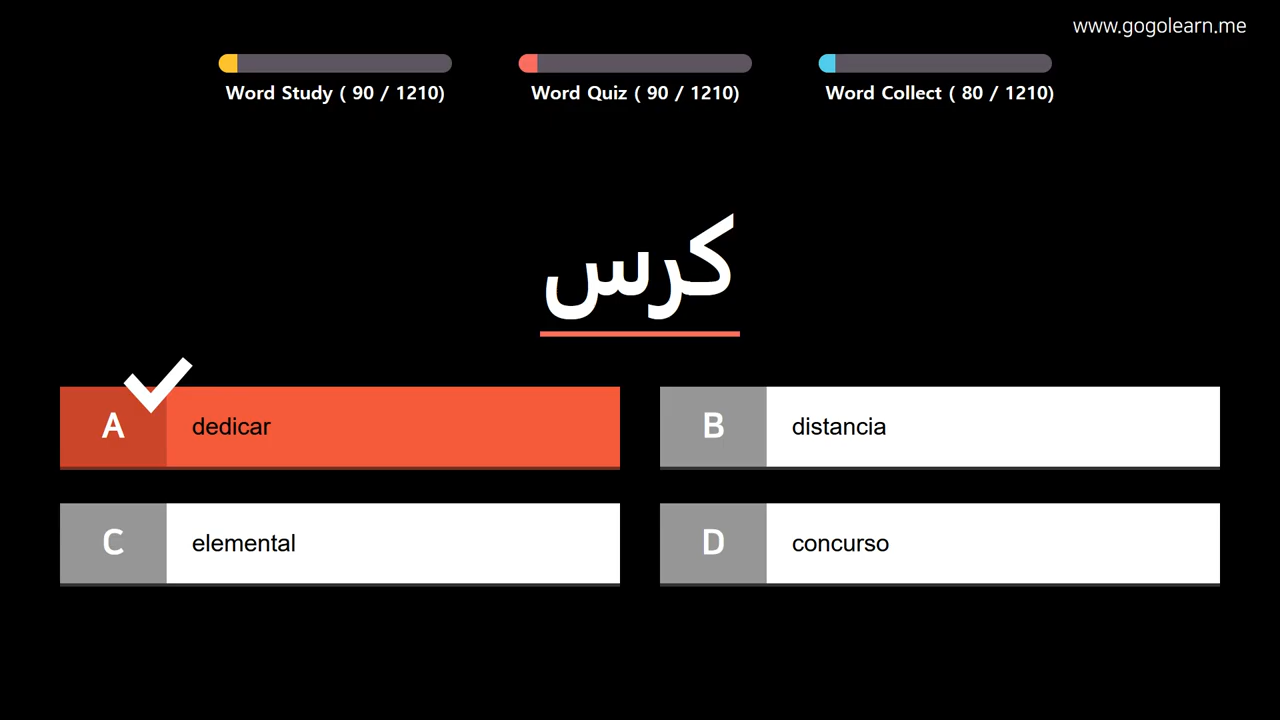 www.gogolearn.me
Word Study ( 90 / 1210)
Word Quiz ( 90 / 1210)
Word Collect ( 80 / 1210)
كرس
A dedicar
B distancia
C elemental
D concurso